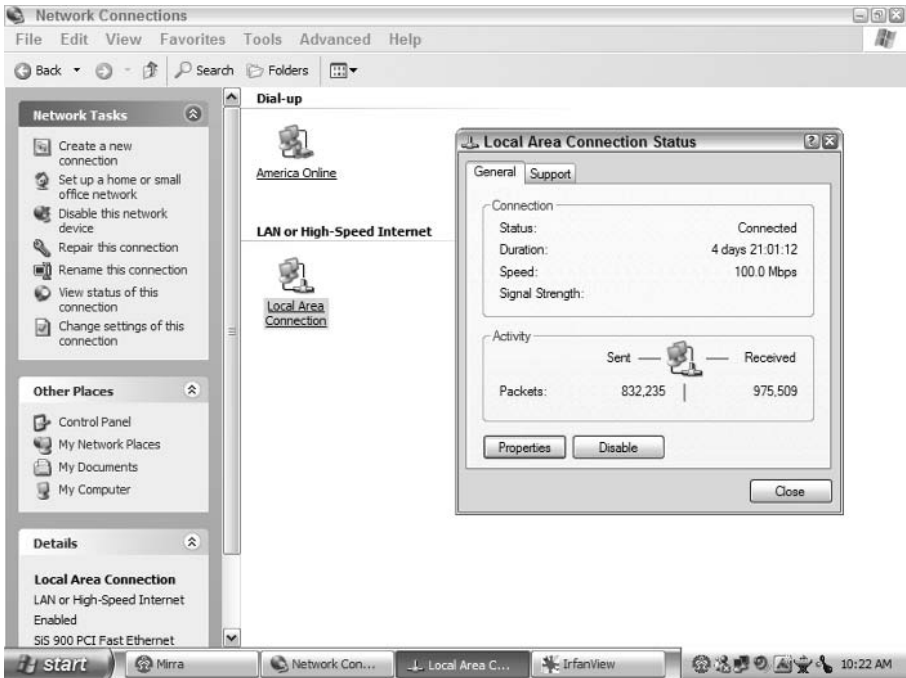 Network Connections
File Edit View Favorites Tools Advanced Help
Back Search Folders
Network Tasks
Create a new
connection
Set up a home or small
office network
Disable this network
device
Repair this connection
Rename this connection
View status of this
connection
Change settings of this
connection
Other Places
Control Panel
My Network Places
My Documents
My Computer
Details
Local Area Connection
LAN or High-Speed Internet
Enabled
SiS 900 PCI Fast Ethernet
Dial-up
America Online
LAN or High-Speed Internet
Local Area
Connection
Local Area Connection Status
General Support
Connection
Status: Connected
Duration: 4 days 21:01:12
Speed: 100.0 Mbps
Signal Strength:
Activity
Sent Received
Packets: 832,235 975,509
Properties Disable
Close
start Mirra Network Con... Local Area C... IrfanView 10:22 AM